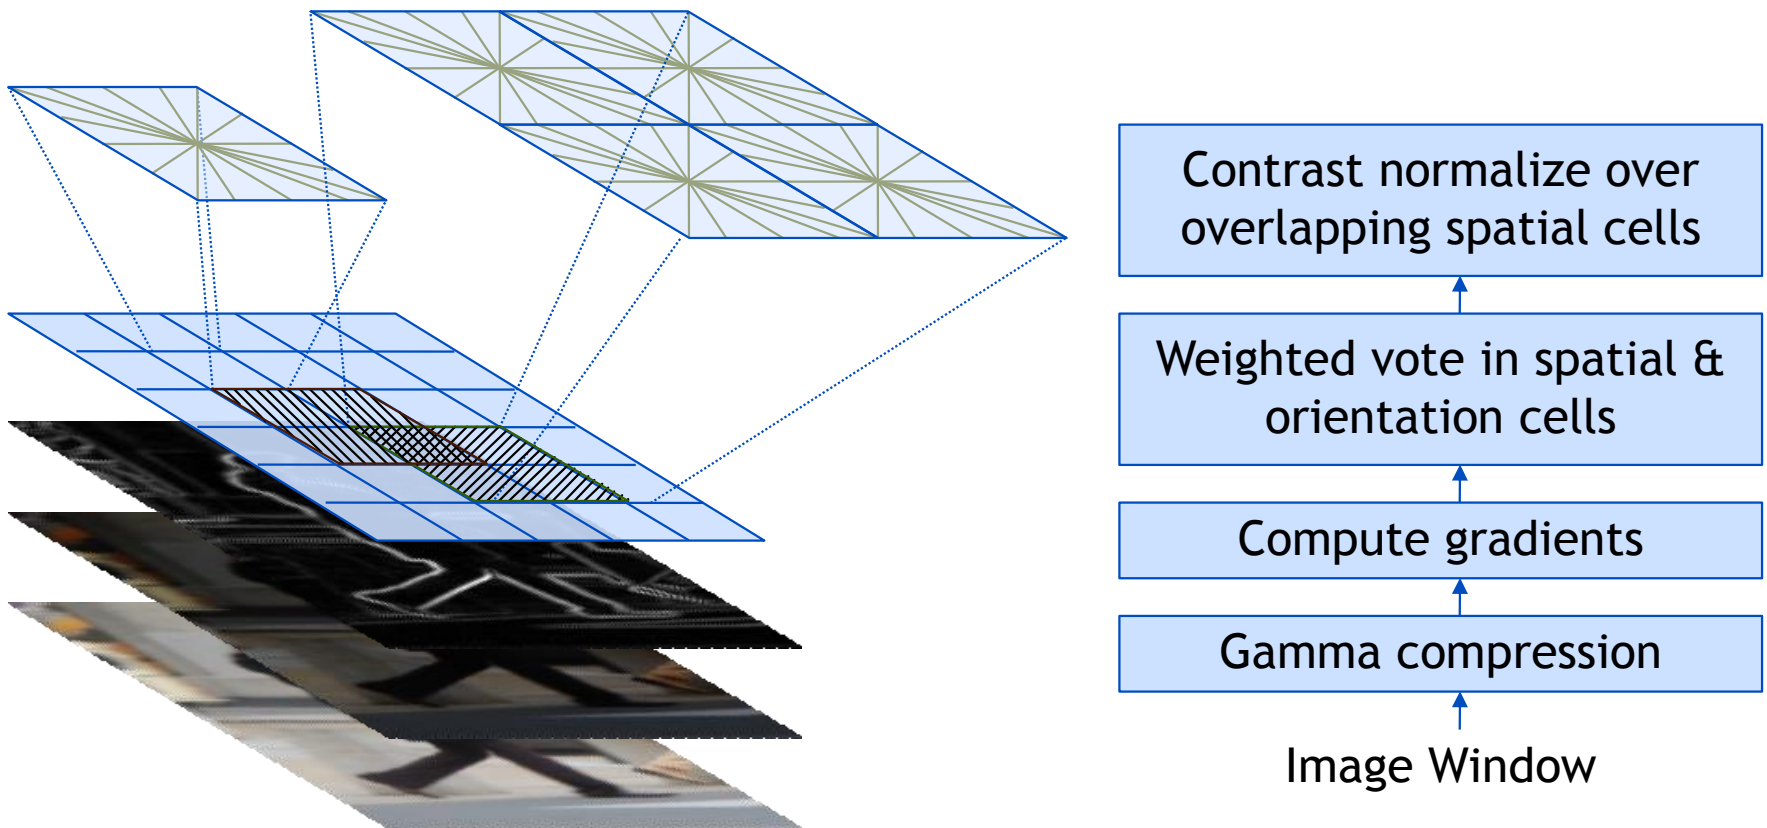 Contrast normalize over
overlapping spatial cells
Weighted vote in spatial &
orientation cells
Compute gradients
Gamma compression
Image Window